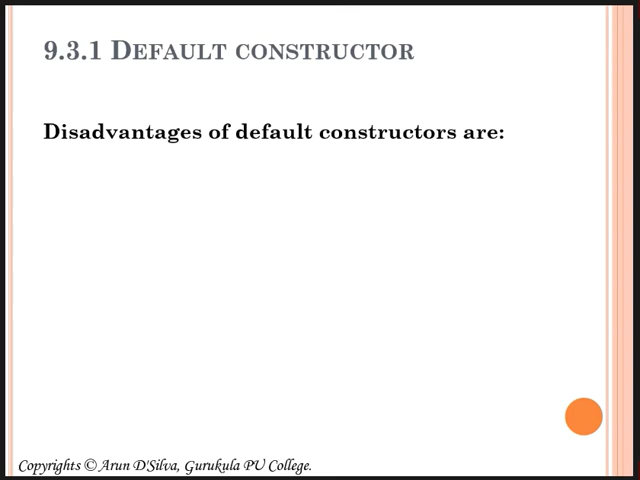 9.3.1 DEFAULT CONSTRUCTOR
Disadvantages of default constructors are:
Copyrights © Arun D'Silva, Gurukula PU College.